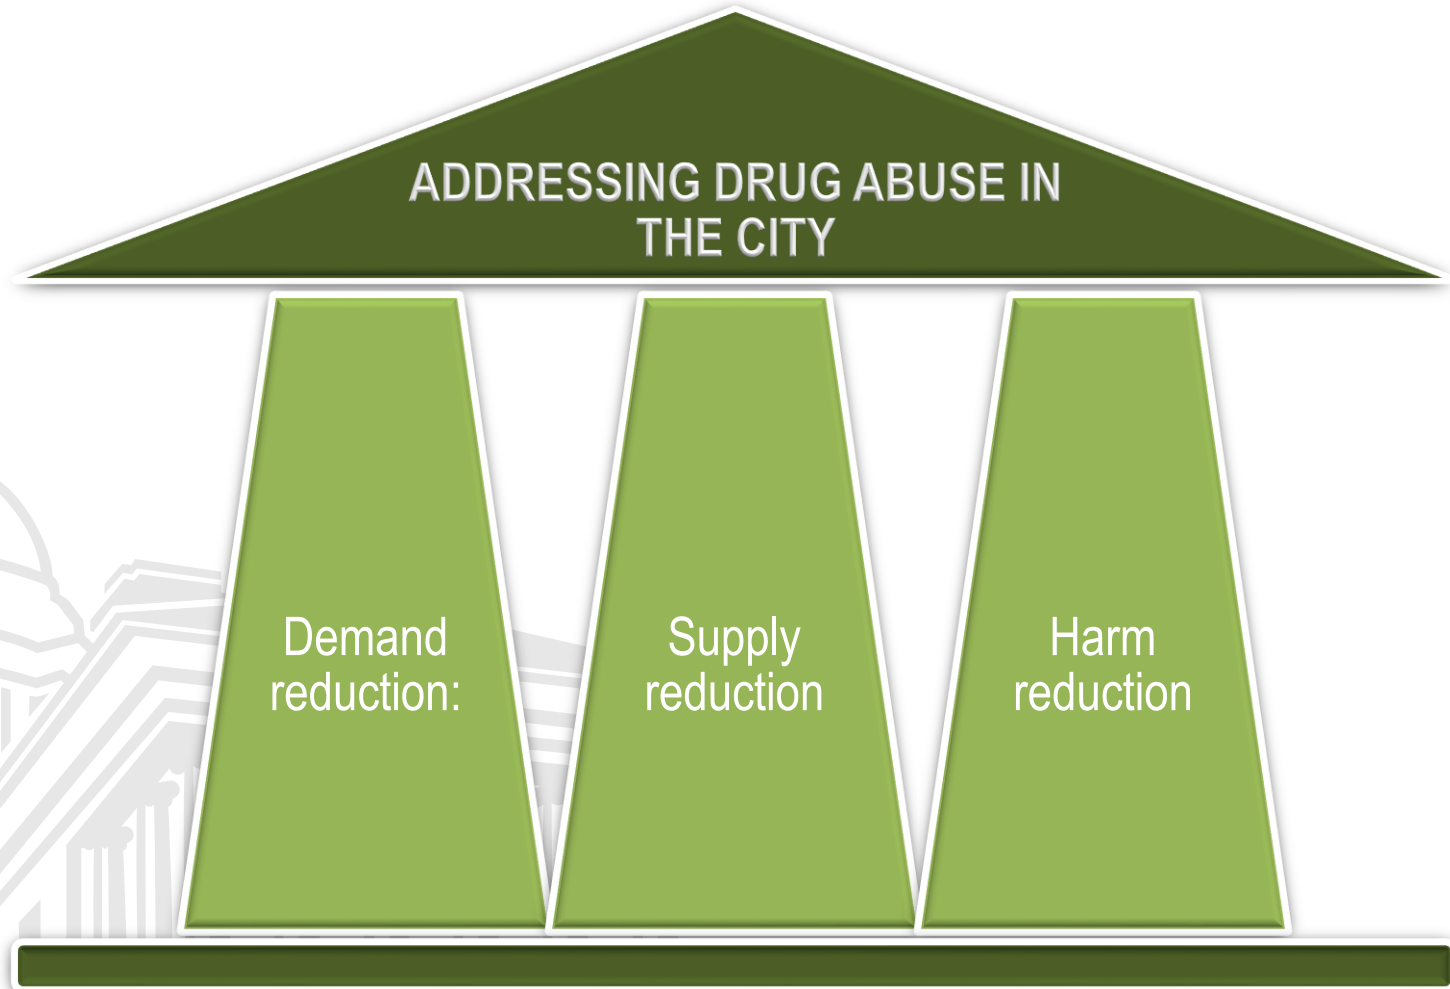 ADDRESSING DRUG ABUSE IN
THE CITY
Demand
reduction:
Supply
reduction
Harm
reduction